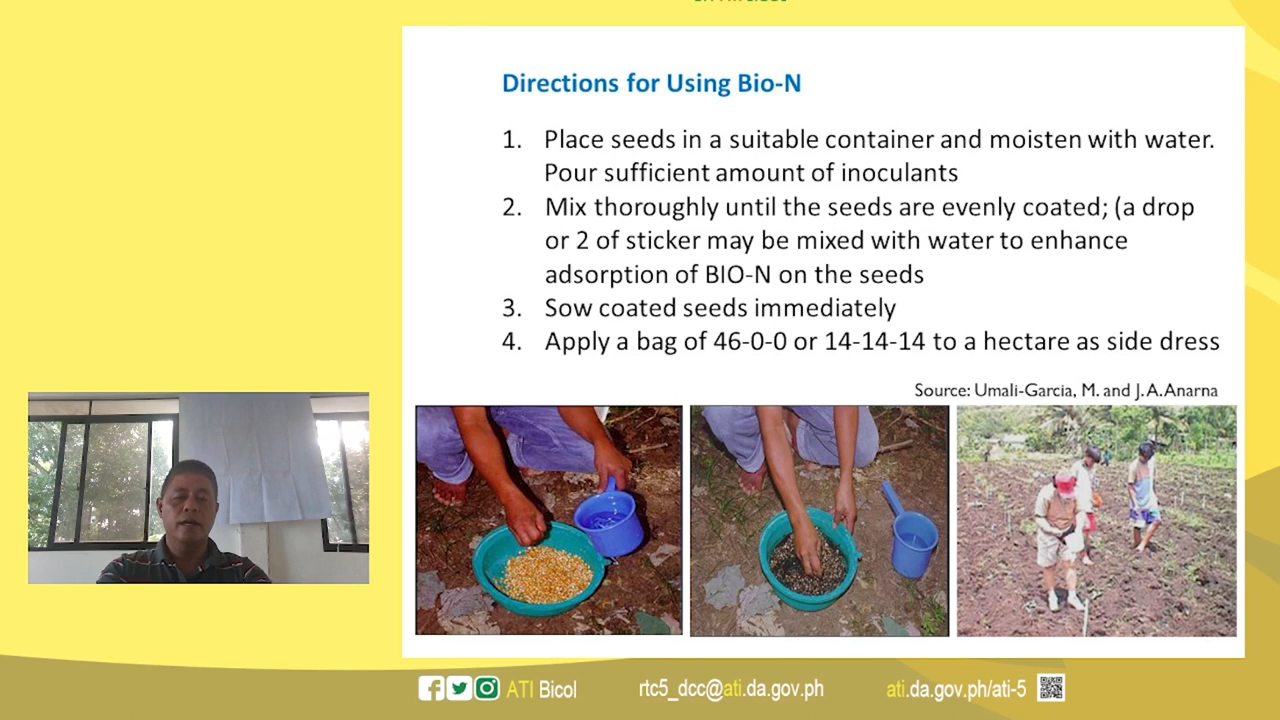 Directions for Using Bio-N
1. Place seeds in a suitable container and moisten with water.
Pour sufficient amount of inoculants
2. Mix thoroughly until the seeds are evenly coated; (a drop
or 2 of sticker may be mixed with water to enhance
adsorption of BIO-N on the seeds
3. Sow coated seeds immediately
4. Apply a bag of 46-0-0 or 14-14-14 to a hectare as side dress
Source: Umali-Garcia, M. and J.A.Anarna
ATI Bicol
rtc5_dcc@ati.da.gov.ph
ati.da.gov.ph/ati-5